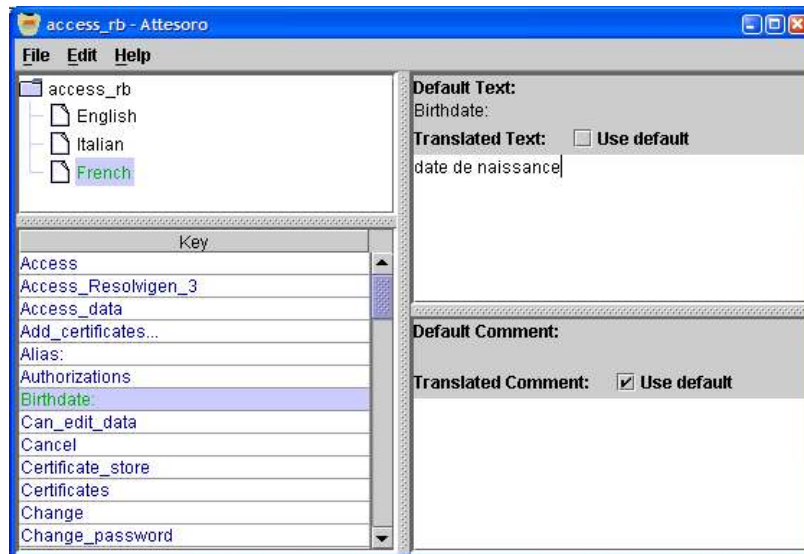 access_rb - Attesoro
File Edit Help
access_rb
English
Italian
French
Key
Access
Access_Resolvigen_3
Access_data
Add_certificates...
Alias:
Authorizations
Birthdate:
Can_edit_data
Cancel
Certificate_store
Certificates
Change
Change_password
Default Text:
Birthdate:
Translated Text: Use default
date de naissance
Default Comment:
Translated Comment: Use default